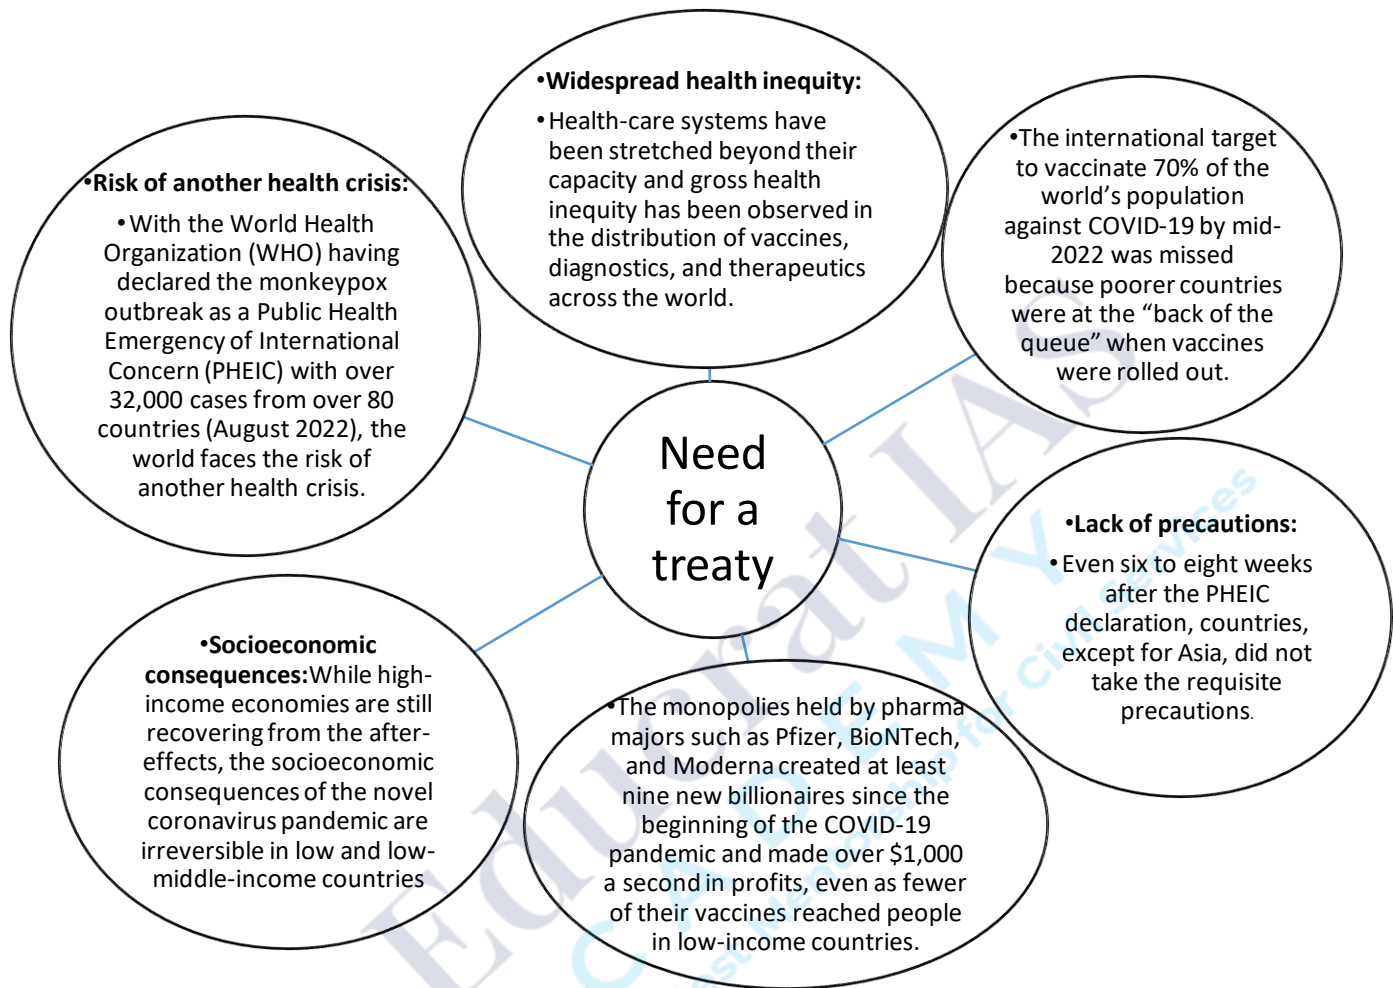 Need
for a
treaty
•Widespread health inequity:
•Health-care systems have
been stretched beyond their
capacity and gross health
inequity has been observed in
the distribution of vaccines,
diagnostics, and therapeutics
across the world.
•The international target
to vaccinate 70% of the
world’s population
against COVID-19 by mid-
2022 was missed
because poorer countries
were at the “back of the
queue” when vaccines
were rolled out.
•Lack of precautions:
•Even six to eight weeks
after the PHEIC
declaration, countries,
except for Asia, did not
take the requisite
precautions.
•The monopolies held by pharma
majors such as Pfizer, BioNTech,
and Moderna created at least
nine new billionaires since the
beginning of the COVID-19
pandemic and made over $1,000
a second in profits, even as fewer
of their vaccines reached people
in low-income countries.
•Socioeconomic
consequences:While high-
income economies are still
recovering from the after-
effects, the socioeconomic
consequences of the novel
coronavirus pandemic are
irreversible in low and low-
middle-income countries
•Risk of another health crisis:
•With the World Health
Organization (WHO) having
declared the monkeypox
outbreak as a Public Health
Emergency of International
Concern (PHEIC) with over
32,000 cases from over 80
countries (August 2022), the
world faces the risk of
another health crisis.
Educrat IAS
CADEMY
Mentorship for Civil Services